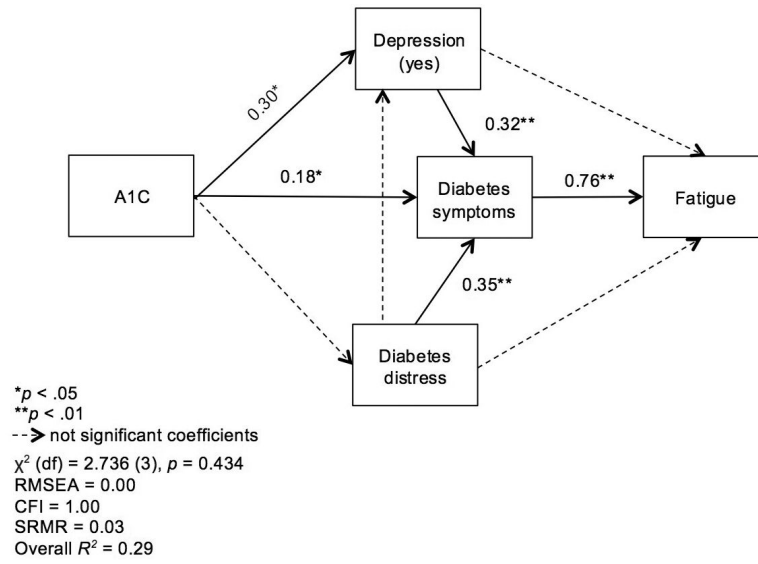 Depression
(yes)
0.30*
0.32**
A1C
0.18*
Diabetes
symptoms
0.76**
Fatigue
0.35**
Diabetes
distress
*p < .05
**p < .01
not significant coefficients
χ² (df) = 2.736 (3), p = 0.434
RMSEA = 0.00
CFI = 1.00
SRMR = 0.03
Overall R² = 0.29